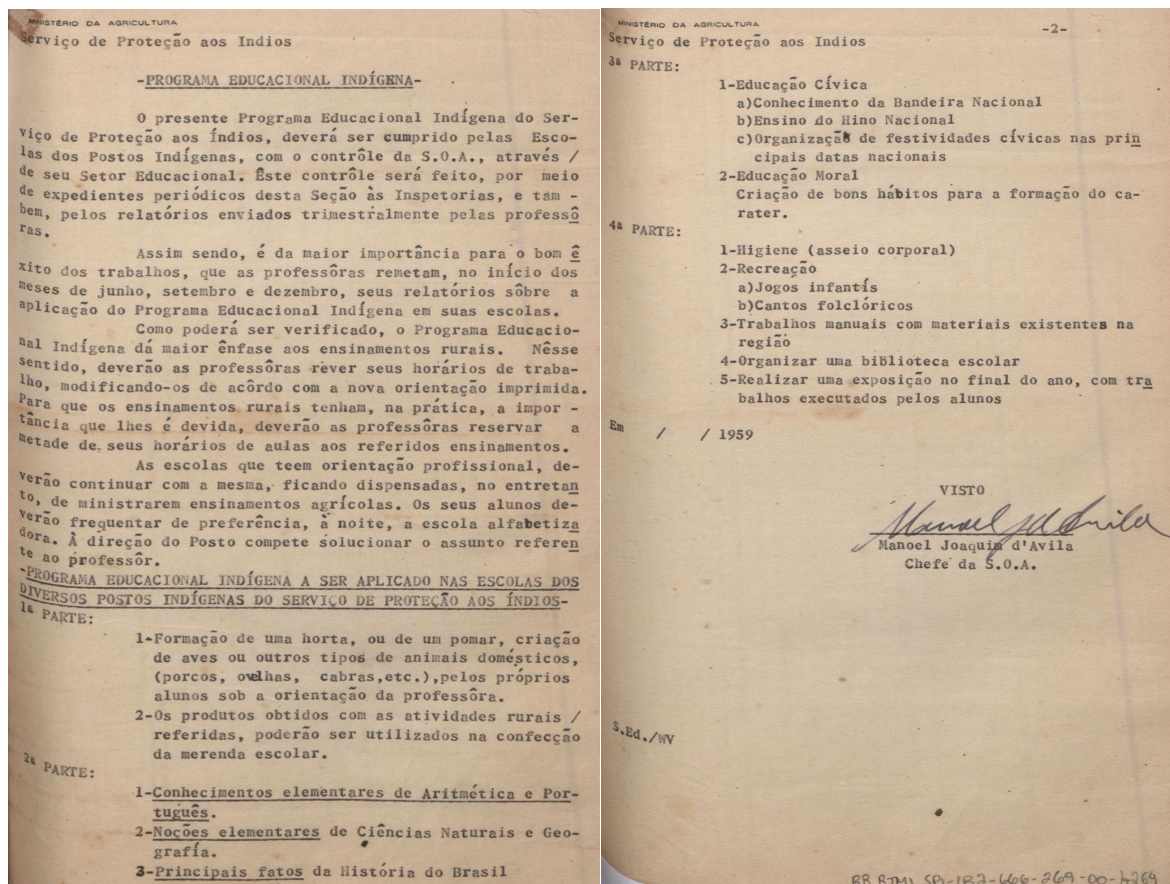 MINISTÉRIO DA AGRICULTURA
Serviço de Proteção aos Indios
-PROGRAMA EDUCACIONAL INDÍGENA-
O presente Programa Educacional Indígena do Ser-
viço de Proteção aos Índios, deverá ser cumprido pelas Esco-
las dos Postos Indígenas, com o contrôle da S.O.A., através /
de seu Setor Educacional. Êste contrôle será feito, por meio
de expedientes periódicos desta Seção às Inspetorias, e tam -
bem, pelos relatórios enviados trimestralmente pelas professô
ras.
Assim sendo, é da maior importância para o bom ê
xito dos trabalhos, que as professôras remetam, no início dos
meses de junho, setembro e dezembro, seus relatórios sôbre a
aplicação do Programa Educacional Indígena em suas escolas.
Como poderá ser verificado, o Programa Educacio-
nal Indígena dá maior ênfase aos ensinamentos rurais. Nêsse
sentido, deverão as professôras rever seus horários de traba-
lho, modificando-os de acôrdo com a nova orientação imprimida.
Para que os ensinamentos rurais tenham, na prática, a impor -
tância que lhes é devida, deverão as professôras reservar a
metade de seus horários de aulas aos referidos ensinamentos.
As escolas que teem orientação profissional, de-
verão continuar com a mesma, ficando dispensadas, no entretan
to, de ministrarem ensinamentos agrícolas. Os seus alunos de-
verão frequentar de preferência, à noite, a escola alfabetiza
dora. À direção do Posto compete solucionar o assunto referen
te ao professôr.
-PROGRAMA EDUCACIONAL INDÍGENA A SER APLICADO NAS ESCOLAS DOS
DIVERSOS POSTOS INDÍGENAS DO SERVIÇO DE PROTEÇÃO AOS ÍNDIOS-
1ª PARTE:
1-Formação de uma horta, ou de um pomar, criação
de aves ou outros tipos de animais domésticos,
(porcos, ovelhas, cabras,etc.),pelos próprios
alunos sob a orientação da professôra.
2-Os produtos obtidos com as atividades rurais /
referidas, poderão ser utilizados na confecção
da merenda escolar.
2ª PARTE:
1-Conhecimentos elementares de Aritmética e Por-
tuguês.
2-Noções elementares de Ciências Naturais e Geo-
grafía.
3-Principais fatos da História do Brasil
MINISTÉRIO DA AGRICULTURA
-2-
Serviço de Proteção aos Indios
3ª PARTE:
1-Educação Cívica
a)Conhecimento da Bandeira Nacional
b)Ensino do Hino Nacional
c)Organização de festividades cívicas nas prin
cipais datas nacionais
2-Educação Moral
Criação de bons hábitos para a formação do ca-
rater.
4ª PARTE:
1-Higiene (asseio corporal)
2-Recreação
a)Jogos infantís
b)Cantos folclóricos
3-Trabalhos manuais com materiais existentes na
região
4-Organizar uma biblioteca escolar
5-Realizar uma exposição no final do ano, com tra
balhos executados pelos alunos
Em / / 1959
VISTO
Manoel Joaquim d'Avila
Chefe da S.O.A.
S.Ed./WV